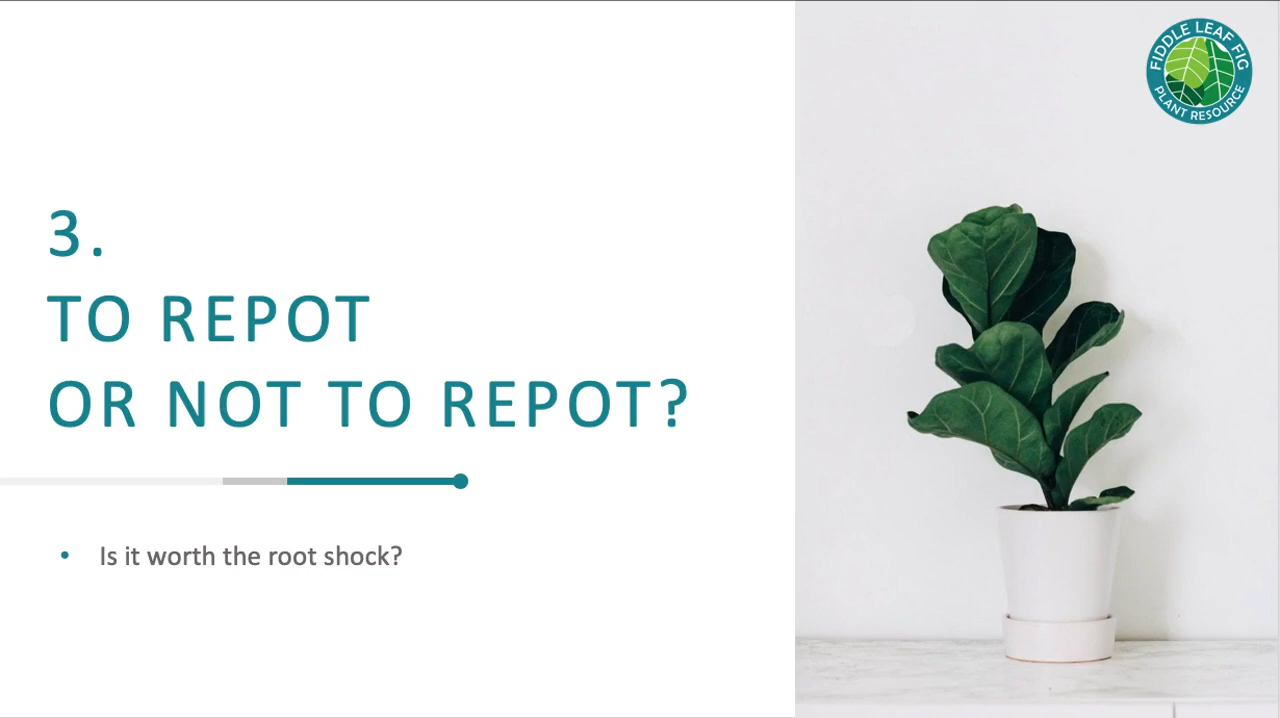 3.
TO REPOT
OR NOT TO REPOT?
• Is it worth the root shock?
FIDDLE LEAF FIG
PLANT RESOURCE